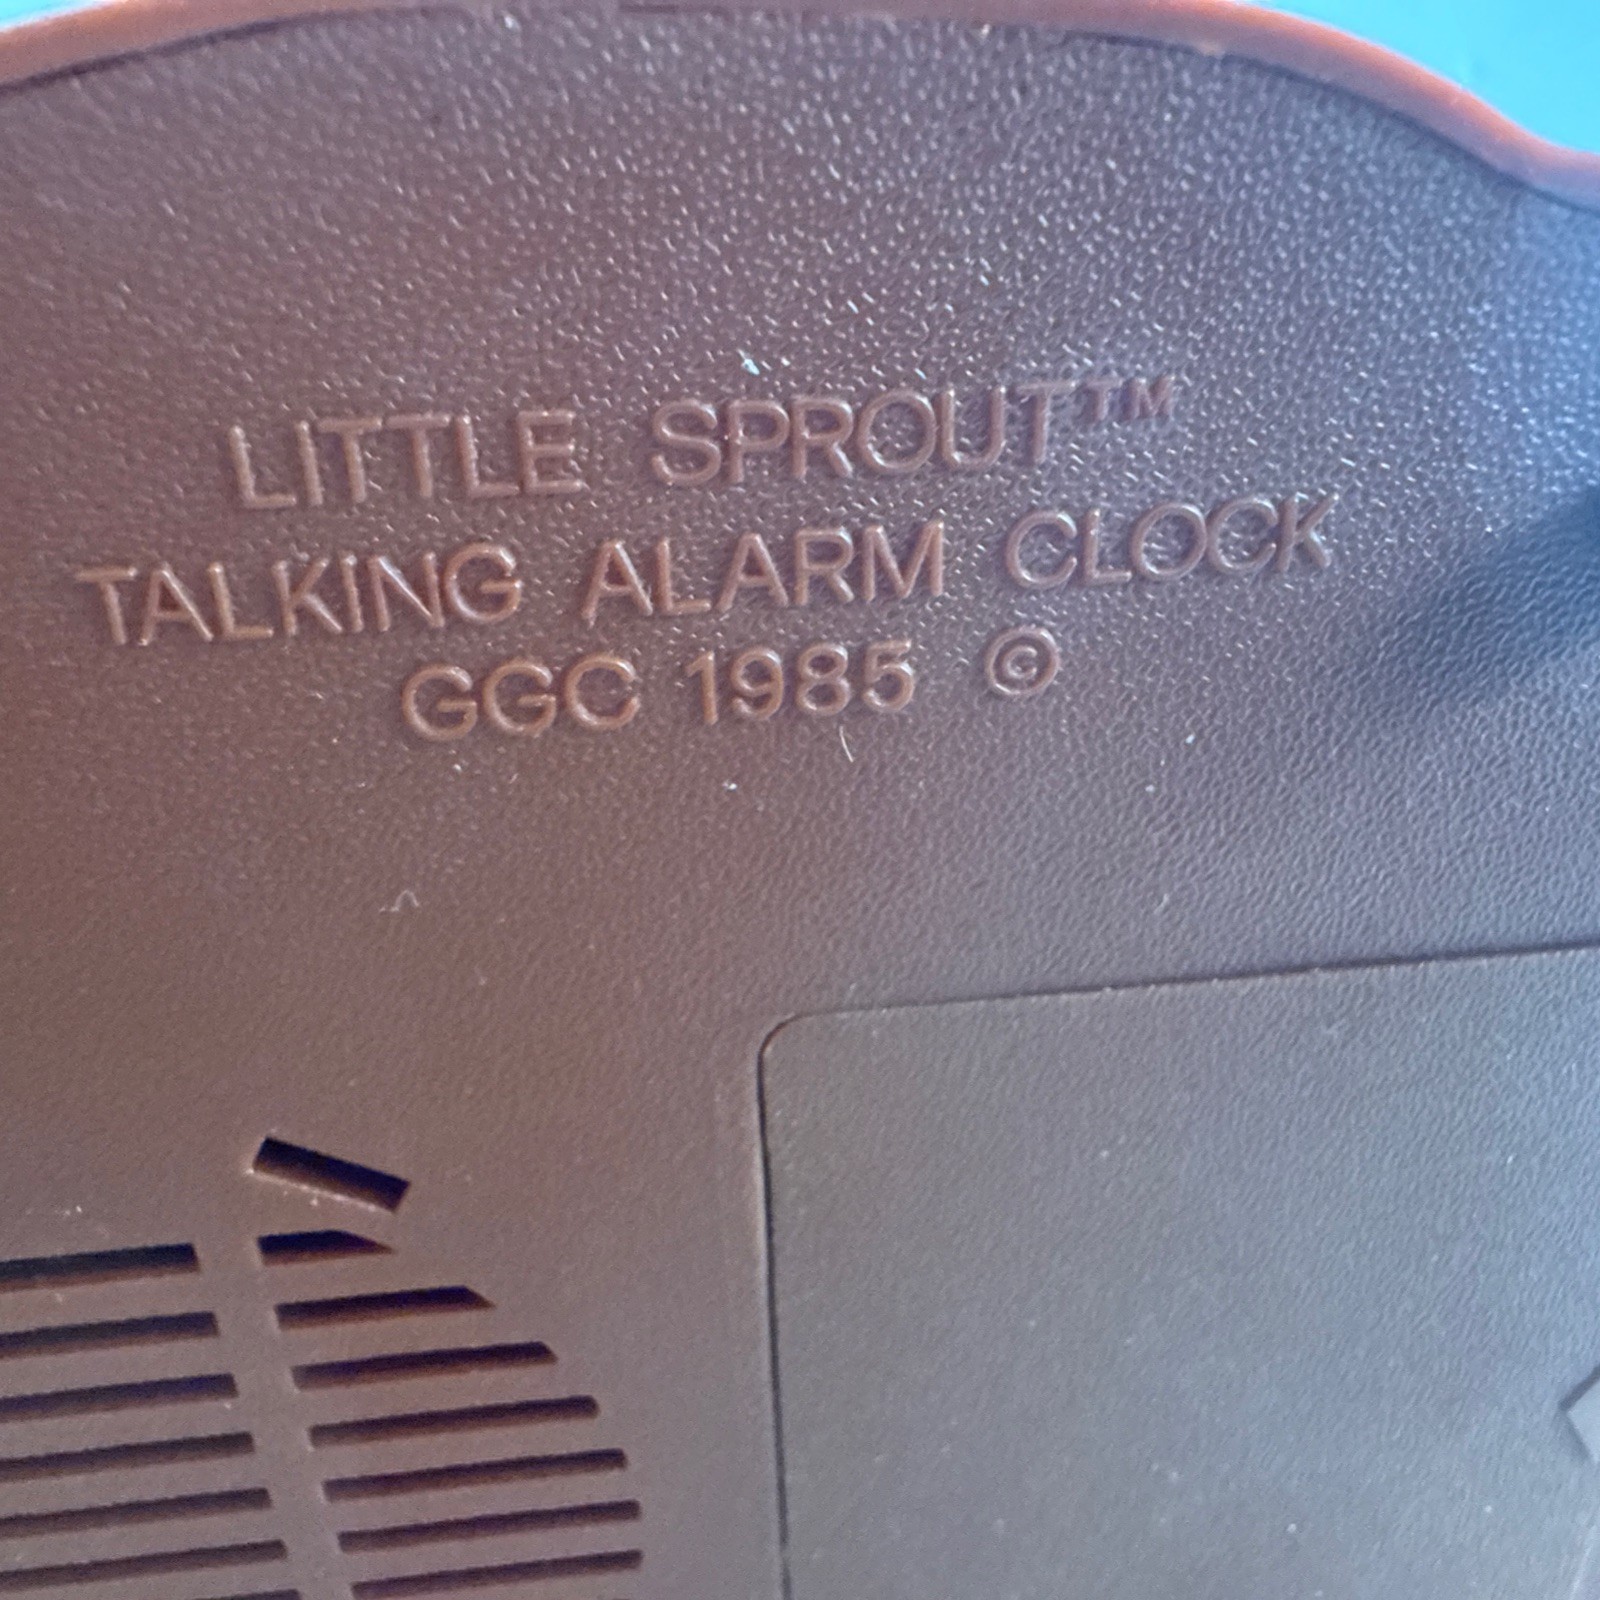 LITTLE SPROUT™
TALKING ALARM CLOCK
GGC 1985 ©